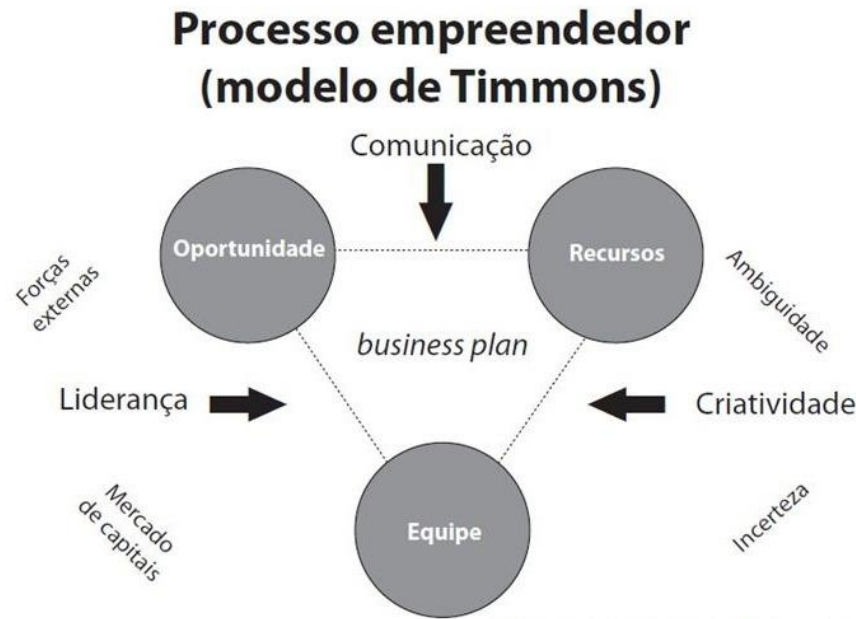 Processo empreendedor
(modelo de Timmons)
Comunicação
Oportunidade
Recursos
Forças
externas
Ambiguidade
business plan
Liderança
Criatividade
Mercado
de capitais
Equipe
Incerteza